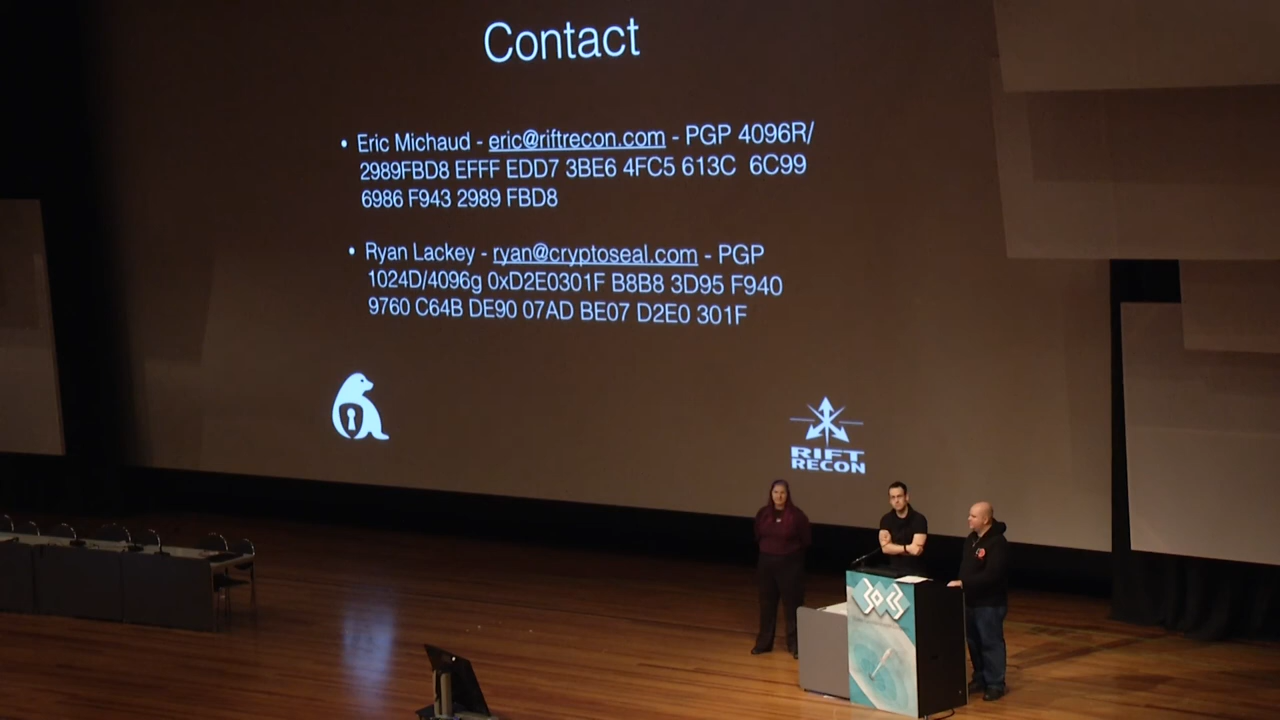 Contact
• Eric Michaud - eric@riftrecon.com - PGP 4096R/
2989FBD8 EFFF EDD7 3BE6 4FC5 613C 6C99
6986 F943 2989 FBD8
• Ryan Lackey - ryan@cryptoseal.com - PGP
1024D/4096g 0xD2E0301F B8B8 3D95 F940
9760 C64B DE90 07AD BE07 D2E0 301F
RIFT
RECON
30C3